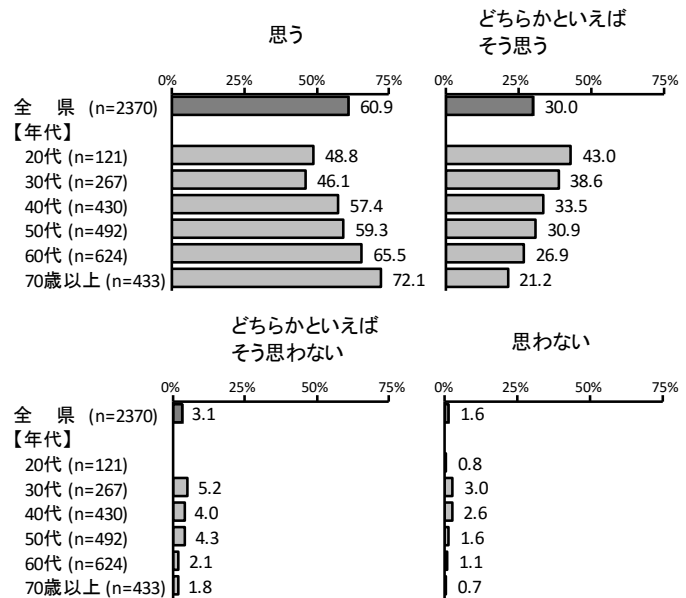 思う
どちらかといえば
そう思う
0% 25% 50% 75% 0% 25% 50% 75%
全　県 (n=2370) 60.9 30.0
【年代】
20代 (n=121) 48.8 43.0
30代 (n=267) 46.1 38.6
40代 (n=430) 57.4 33.5
50代 (n=492) 59.3 30.9
60代 (n=624) 65.5 26.9
70歳以上 (n=433) 72.1 21.2
どちらかといえば
そう思わない
思わない
0% 25% 50% 75% 0% 25% 50% 75%
全　県 (n=2370) 3.1 1.6
【年代】
20代 (n=121) 0.8
30代 (n=267) 5.2 3.0
40代 (n=430) 4.0 2.6
50代 (n=492) 4.3 1.6
60代 (n=624) 2.1 1.1
70歳以上 (n=433) 1.8 0.7